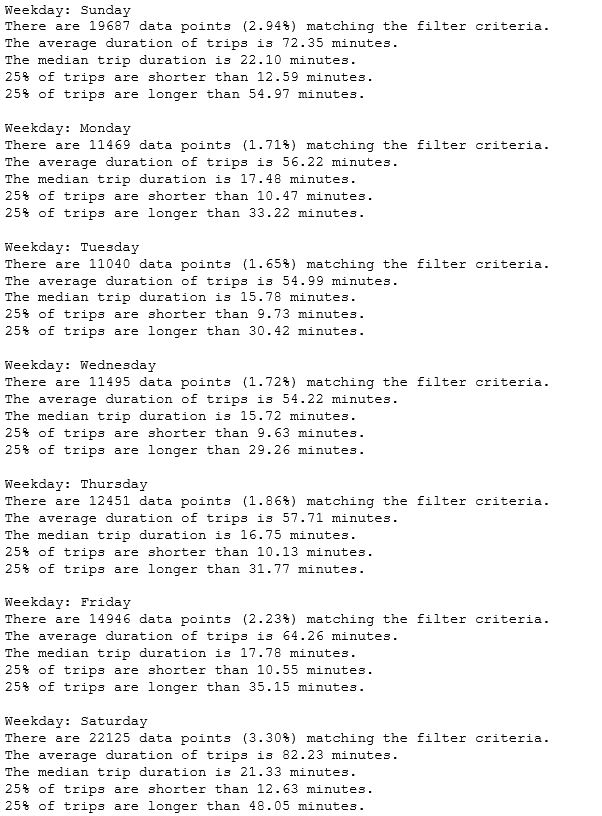 Weekday: Sunday
There are 19687 data points (2.94%) matching the filter criteria.
The average duration of trips is 72.35 minutes.
The median trip duration is 22.10 minutes.
25% of trips are shorter than 12.59 minutes.
25% of trips are longer than 54.97 minutes.

Weekday: Monday
There are 11469 data points (1.71%) matching the filter criteria.
The average duration of trips is 56.22 minutes.
The median trip duration is 17.48 minutes.
25% of trips are shorter than 10.47 minutes.
25% of trips are longer than 33.22 minutes.

Weekday: Tuesday
There are 11040 data points (1.65%) matching the filter criteria.
The average duration of trips is 54.99 minutes.
The median trip duration is 15.78 minutes.
25% of trips are shorter than 9.73 minutes.
25% of trips are longer than 30.42 minutes.

Weekday: Wednesday
There are 11495 data points (1.72%) matching the filter criteria.
The average duration of trips is 54.22 minutes.
The median trip duration is 15.72 minutes.
25% of trips are shorter than 9.63 minutes.
25% of trips are longer than 29.26 minutes.

Weekday: Thursday
There are 12451 data points (1.86%) matching the filter criteria.
The average duration of trips is 57.71 minutes.
The median trip duration is 16.75 minutes.
25% of trips are shorter than 10.13 minutes.
25% of trips are longer than 31.77 minutes.

Weekday: Friday
There are 14946 data points (2.23%) matching the filter criteria.
The average duration of trips is 64.26 minutes.
The median trip duration is 17.78 minutes.
25% of trips are shorter than 10.55 minutes.
25% of trips are longer than 35.15 minutes.

Weekday: Saturday
There are 22125 data points (3.30%) matching the filter criteria.
The average duration of trips is 82.23 minutes.
The median trip duration is 21.33 minutes.
25% of trips are shorter than 12.63 minutes.
25% of trips are longer than 48.05 minutes.